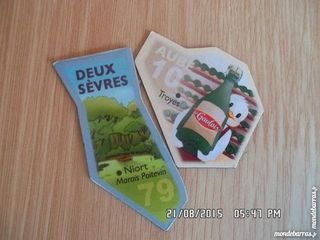 DEUX
SÈVRES
Niort
Marais Poitevin
79
AUBE
10
Troyes
Gaulois
21/08/2015 05:47 PM
mondebarras.fr